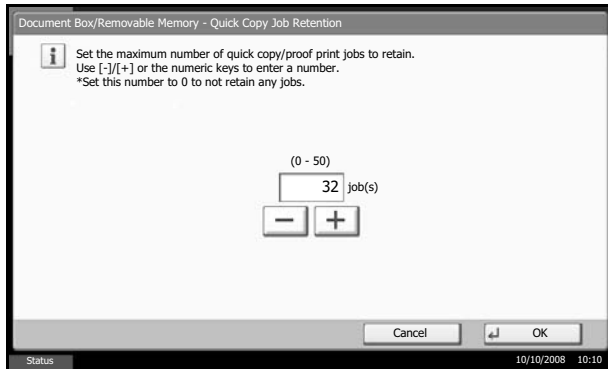 Document Box/Removable Memory - Quick Copy Job Retention
Set the maximum number of quick copy/proof print jobs to retain.
Use [-]/[+] or the numeric keys to enter a number.
*Set this number to 0 to not retain any jobs.
(0 - 50)
32 job(s)
Cancel OK
Status 10/10/2008 10:10